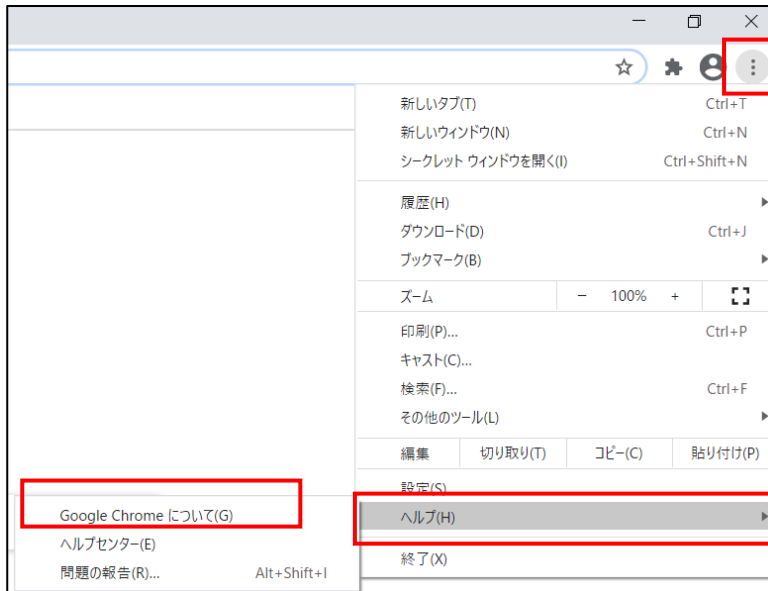 新しいタブ(T) Ctrl+T
新しいウィンドウ(N) Ctrl+N
シークレット ウィンドウを開く(I) Ctrl+Shift+N
履歴(H)
ダウンロード(D) Ctrl+J
ブックマーク(B)
ズーム － 100% +
印刷(P)... Ctrl+P
キャスト(C)...
検索(F)... Ctrl+F
その他のツール(L)
編集 切り取り(T) コピー(C) 貼り付け(P)
設定(S)
ヘルプ(H)
終了(X)
Google Chrome について(G)
ヘルプセンター(E)
問題の報告(R)... Alt+Shift+I